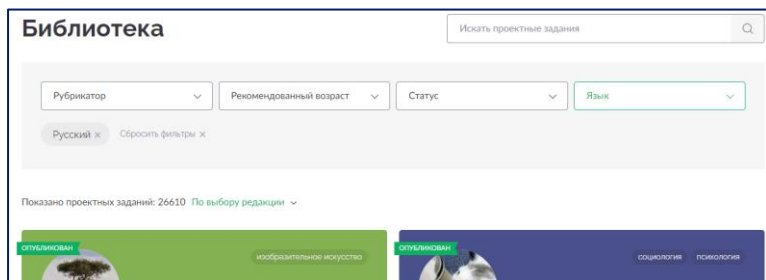 Библиотека
Искать проектные задания
Рубрикатор Рекомендованный возраст Статус Язык
Русский × Сбросить фильтры ×
Показано проектных заданий: 26610 По выбору редакции
ОПУБЛИКОВАН изобразительное искусство ОПУБЛИКОВАН социология психология